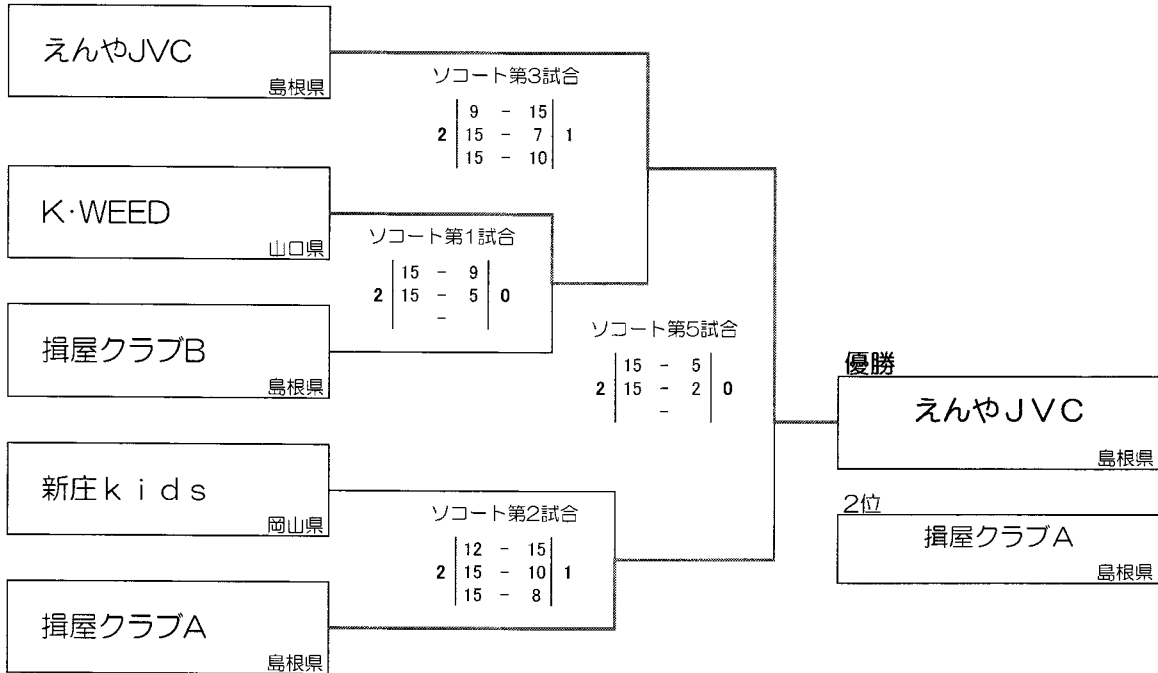 えんやJVC
島根県
ソコート第3試合
9 - 15
2 15 - 7 1
15 - 10
K·WEED
山口県
ソコート第1試合
15 - 9
2 15 - 5 0
-
揖屋クラブB
島根県
ソコート第5試合
15 - 5
2 15 - 2 0
-
優勝
えんやJVC
島根県
新庄kids
岡山県
ソコート第2試合
12 - 15
2 15 - 10 1
15 - 8
2位
揖屋クラブA
島根県
揖屋クラブA
島根県